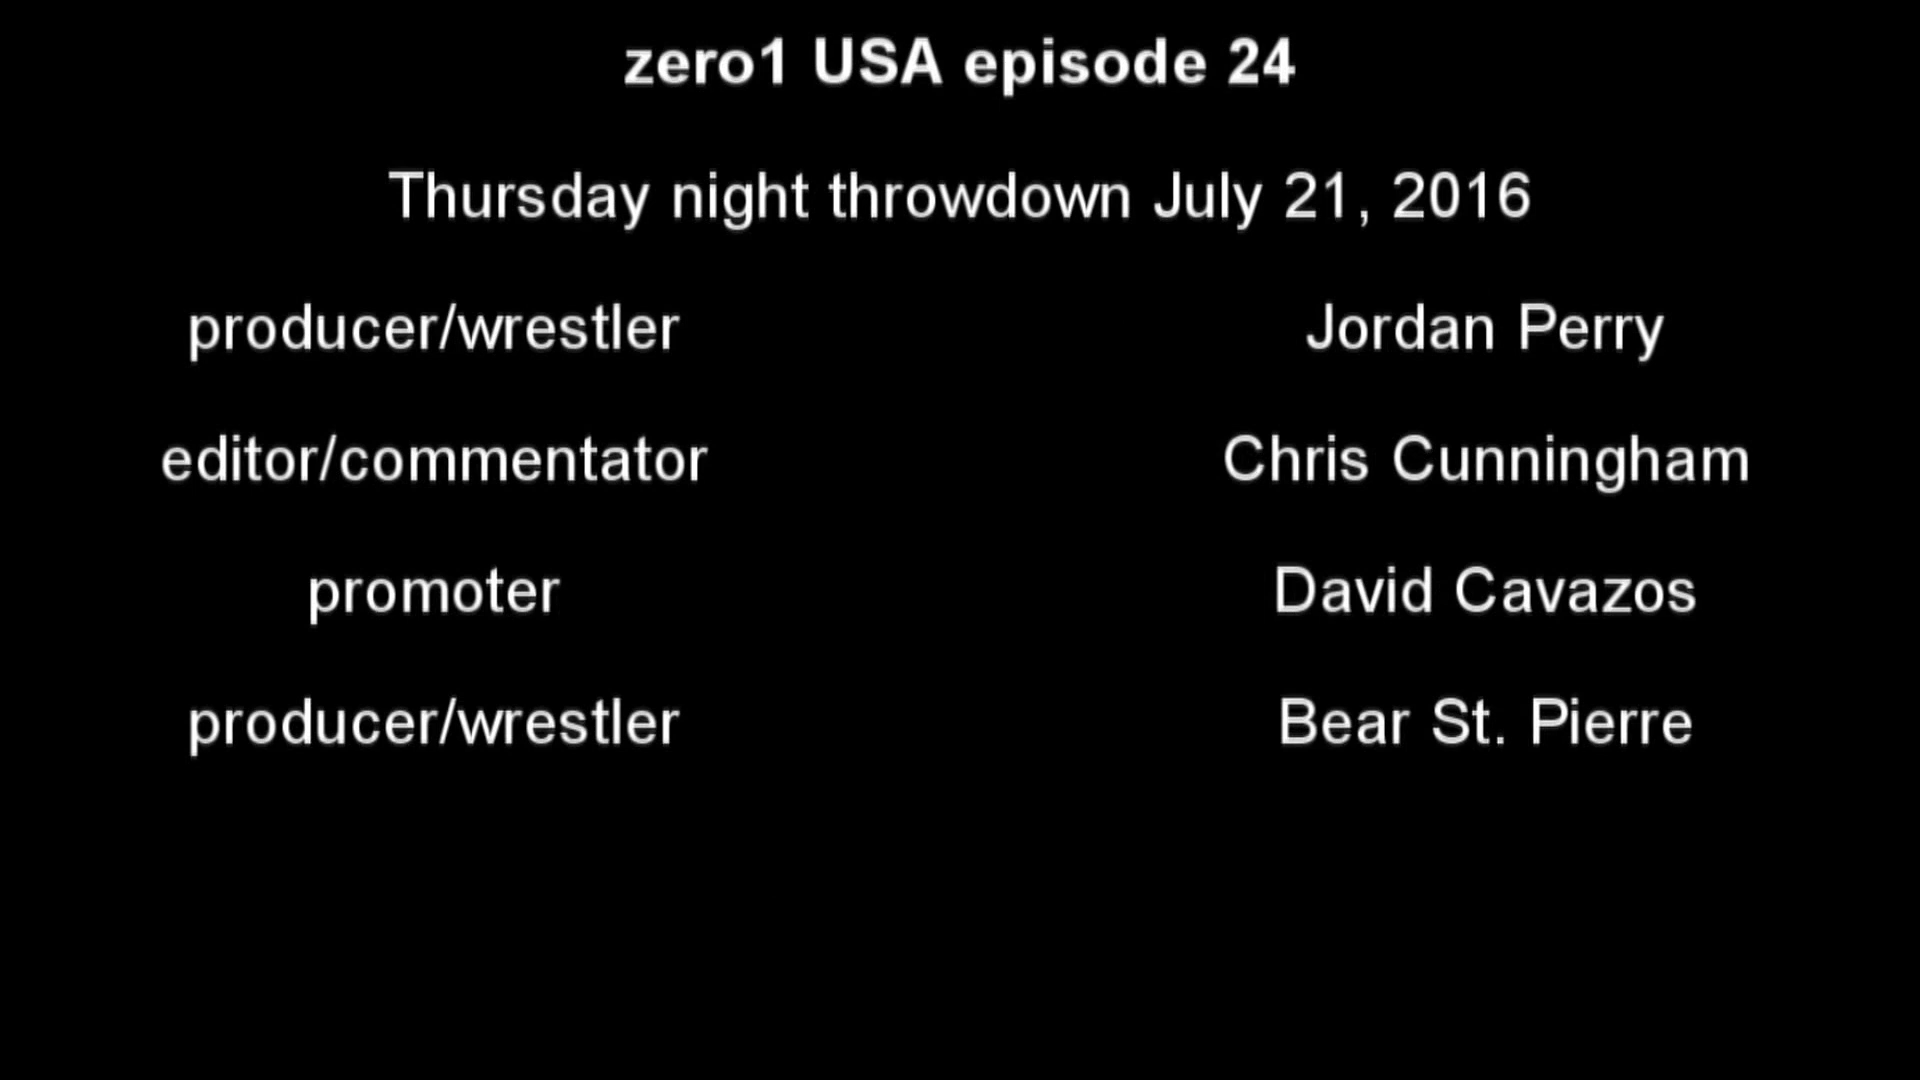 zero1 USA episode 24
Thursday night throwdown July 21, 2016
producer/wrestler Jordan Perry
editor/commentator Chris Cunningham
promoter David Cavazos
producer/wrestler Bear St. Pierre